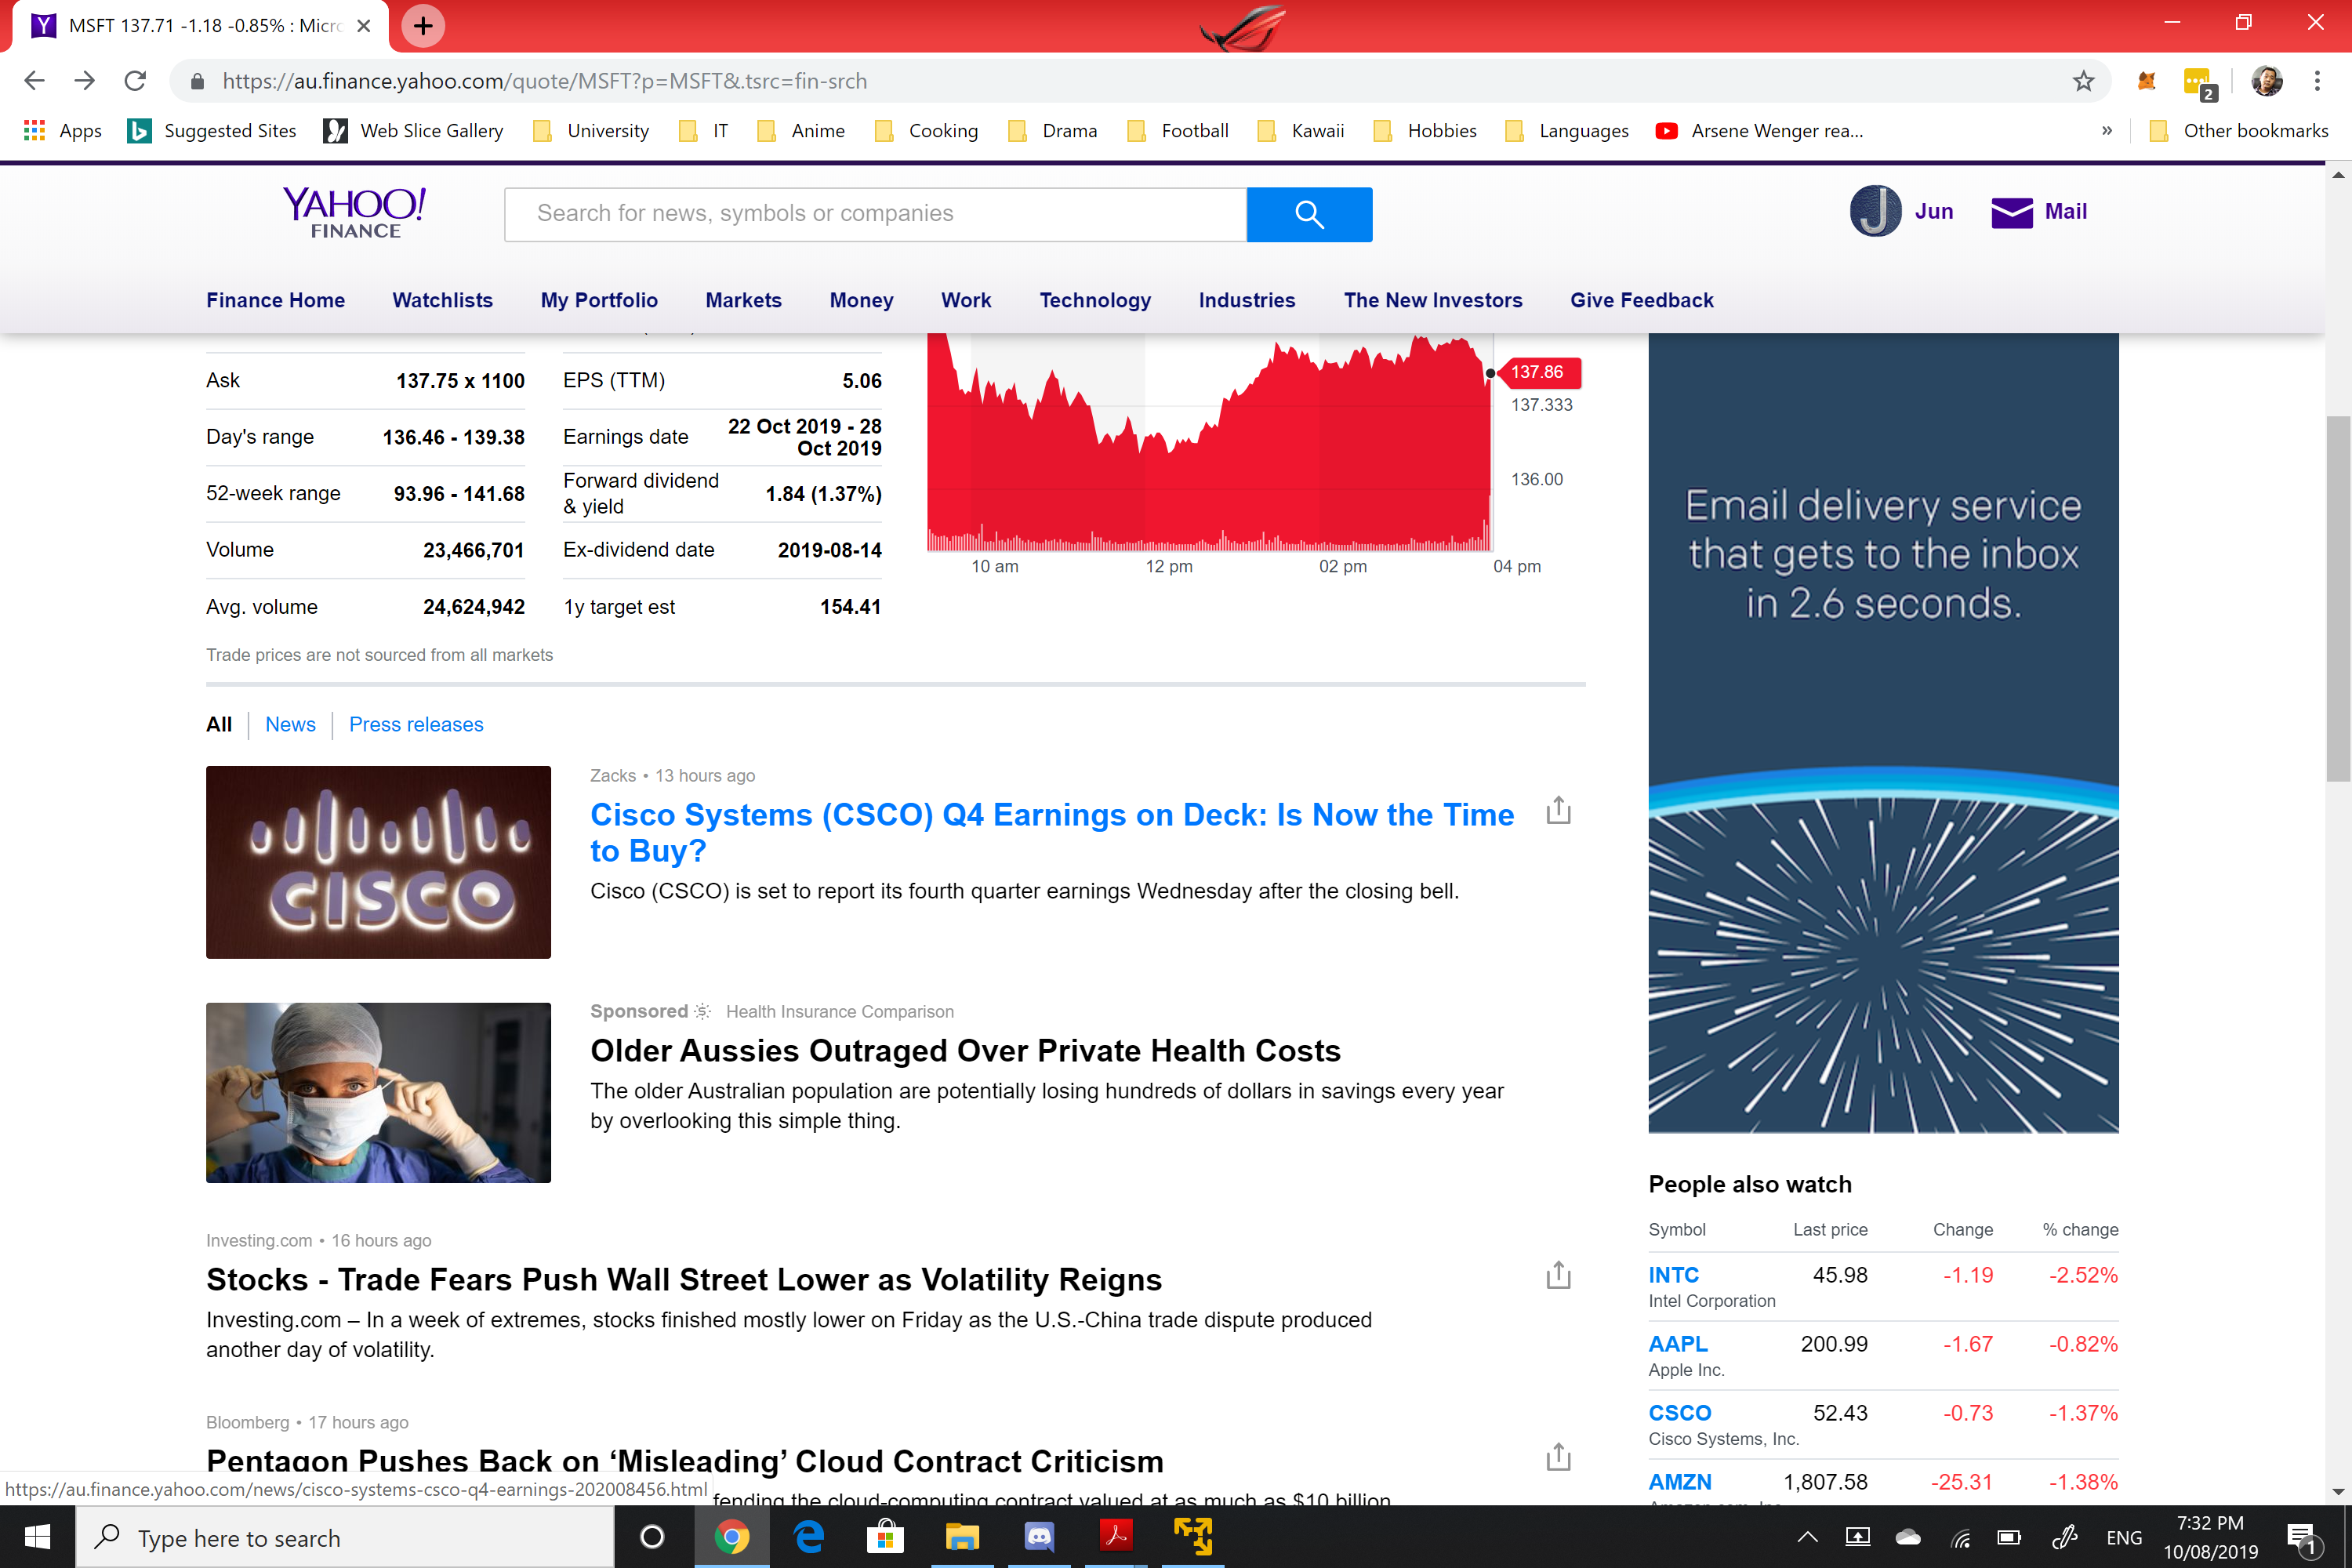 MSFT 137.71 -1.18 -0.85% : Micr
https://au.finance.yahoo.com/quote/MSFT?p=MSFT&.tsrc=fin-srch
2
Apps
Suggested Sites
Web Slice Gallery
University
IT
Anime
Cooking
Drama
Football
Kawaii
Hobbies
Languages
Arsene Wenger rea...
»
Other bookmarks
YAHOO!
FINANCE
Search for news, symbols or companies
J
Jun
Mail
Finance Home
Watchlists
My Portfolio
Markets
Money
Work
Technology
Industries
The New Investors
Give Feedback
Ask 137.75 x 1100
Day's range 136.46 - 139.38
52-week range 93.96 - 141.68
Volume 23,466,701
Avg. volume 24,624,942
EPS (TTM) 5.06
Earnings date 22 Oct 2019 - 28
Oct 2019
Forward dividend
& yield 1.84 (1.37%)
Ex-dividend date 2019-08-14
1y target est 154.41
137.86
137.333
136.00
10 am 12 pm 02 pm 04 pm
Trade prices are not sourced from all markets
Email delivery service
that gets to the inbox
in 2.6 seconds.
All
News
Press releases
CISCO
Zacks • 13 hours ago
Cisco Systems (CSCO) Q4 Earnings on Deck: Is Now the Time
to Buy?
Cisco (CSCO) is set to report its fourth quarter earnings Wednesday after the closing bell.
Sponsored Health Insurance Comparison
Older Aussies Outraged Over Private Health Costs
The older Australian population are potentially losing hundreds of dollars in savings every year
by overlooking this simple thing.
Investing.com • 16 hours ago
Stocks - Trade Fears Push Wall Street Lower as Volatility Reigns
Investing.com – In a week of extremes, stocks finished mostly lower on Friday as the U.S.-China trade dispute produced
another day of volatility.
Bloomberg • 17 hours ago
Pentagon Pushes Back on ‘Misleading’ Cloud Contract Criticism
fending the cloud-computing contract valued at as much as $10 billion
People also watch
Symbol Last price Change % change
INTC 45.98 -1.19 -2.52%
Intel Corporation
AAPL 200.99 -1.67 -0.82%
Apple Inc.
CSCO 52.43 -0.73 -1.37%
Cisco Systems, Inc.
AMZN 1,807.58 -25.31 -1.38%
https://au.finance.yahoo.com/news/cisco-systems-csco-q4-earnings-202008456.html
Type here to search
ENG
7:32 PM
10/08/2019
1